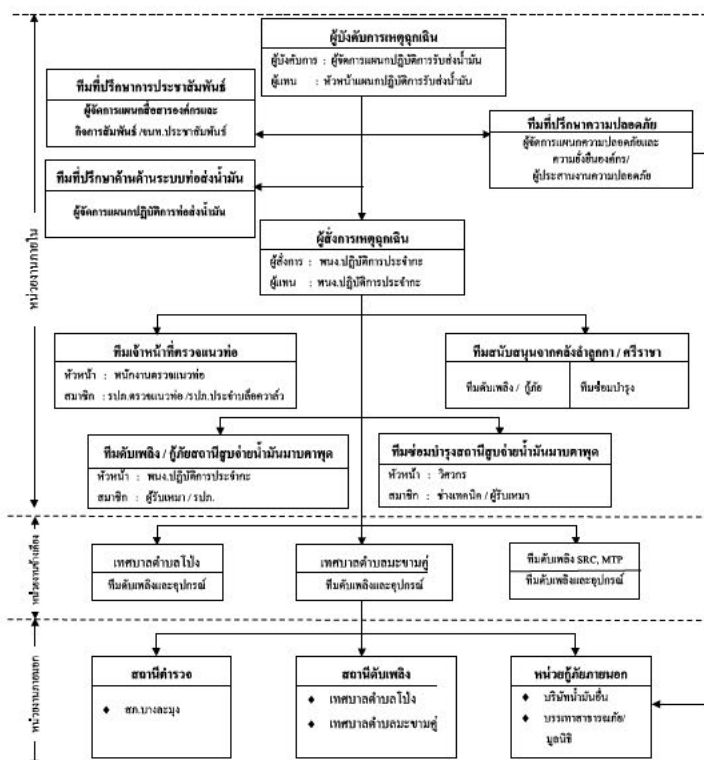 ผู้บังคับการเหตุฉุกเฉิน
ผู้บังคับการ : ผู้จัดการแผนกปฏิบัติการรับส่งน้ำมัน
ผู้แทน : หัวหน้าแผนกปฏิบัติการรับส่งน้ำมัน
ทีมที่ปรึกษาการประชาสัมพันธ์
ผู้จัดการแผนกสื่อสารองค์กรและ
กิจการสัมพันธ์ /จนท.ประชาสัมพันธ์
ทีมที่ปรึกษาความปลอดภัย
ผู้จัดการแผนกความปลอดภัยและ
ความยั่งยืนองค์กร/
ผู้ประสานงานความปลอดภัย
ทีมที่ปรึกษาด้านด้านระบบท่อส่งน้ำมัน
ผู้จัดการแผนกปฏิบัติการท่อส่งน้ำมัน
หน่วยงานภายใน
ผู้สั่งการเหตุฉุกเฉิน
ผู้สั่งการ : พนง.ปฏิบัติการประจำกะ
ผู้แทน : พนง.ปฏิบัติการประจำกะ
ทีมเจ้าหน้าที่ตรวจแนวท่อ
หัวหน้า : พนักงานตรวจแนวท่อ
สมาชิก : รปภ.ตรวจแนวท่อ /รปภ.ประจำบล็อควาล์ว
ทีมสนับสนุนจากคลังลำลูกกา / ศรีราชา
ทีมดับเพลิง / กู้ภัย
ทีมซ่อมบำรุง
ทีมดับเพลิง / กู้ภัยสถานีสูบจ่ายน้ำมันมาบตาพุด
หัวหน้า : พนง.ปฏิบัติการประจำกะ
สมาชิก : ผู้รับเหมา / รปภ.
ทีมซ่อมบำรุงสถานีสูบจ่ายน้ำมันมาบตาพุด
หัวหน้า : วิศวกร
สมาชิก : ช่างเทคนิค / ผู้รับเหมา
หน่วยงานข้างเคียง
เทศบาลตำบลโป่ง
ทีมดับเพลิงและอุปกรณ์
เทศบาลตำบลมะขามคู่
ทีมดับเพลิงและอุปกรณ์
ทีมดับเพลิง SRC, MTP
ทีมดับเพลิงและอุปกรณ์
หน่วยงานภายนอก
สถานีตำรวจ
♦ สภ.บางละมุง
สถานีดับเพลิง
♦ เทศบาลตำบลโป่ง
♦ เทศบาลตำบลมะขามคู่
หน่วยกู้ภัยภายนอก
♦ บริษัทน้ำมันอื่น
♦ บรรเทาสาธารณภัย/
มูลนิธิ